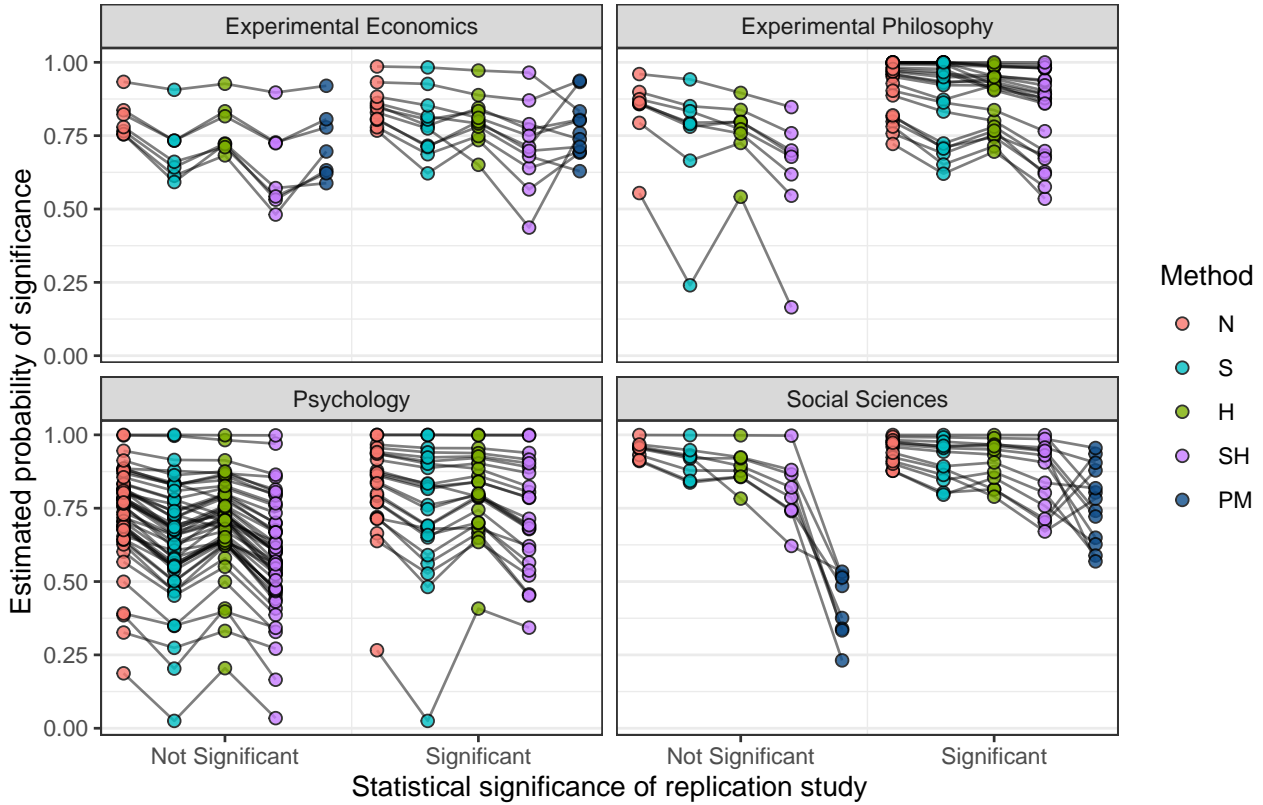 Experimental Economics
Experimental Philosophy
1.00
0.75
0.50
0.25
0.00
Psychology
Social Sciences
1.00
0.75
0.50
0.25
0.00
Not Significant
Significant
Not Significant
Significant
Statistical significance of replication study
Estimated probability of significance
Method
N
S
H
SH
PM